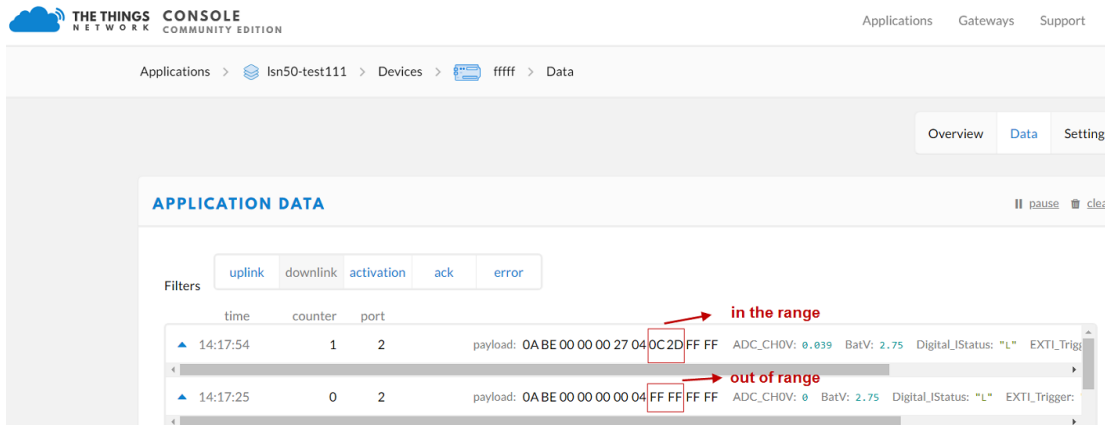 THE THINGS NETWORK CONSOLE COMMUNITY EDITION Applications Gateways Support
Applications > lsn50-test111 > Devices > fffff > Data
Overview Data Setting
APPLICATION DATA
pause clea
Filters uplink downlink activation ack error
time counter port
in the range
14:17:54 1 2 payload: 0A BE 00 00 00 27 04 0C 2D FF FF ADC_CH0V: 0.039 BatV: 2.75 Digital_IStatus: "L" EXTI_Trigg
out of range
14:17:25 0 2 payload: 0A BE 00 00 00 00 04 FF FF FF FF ADC_CH0V: 0 BatV: 2.75 Digital_IStatus: "L" EXTI_Trigger: